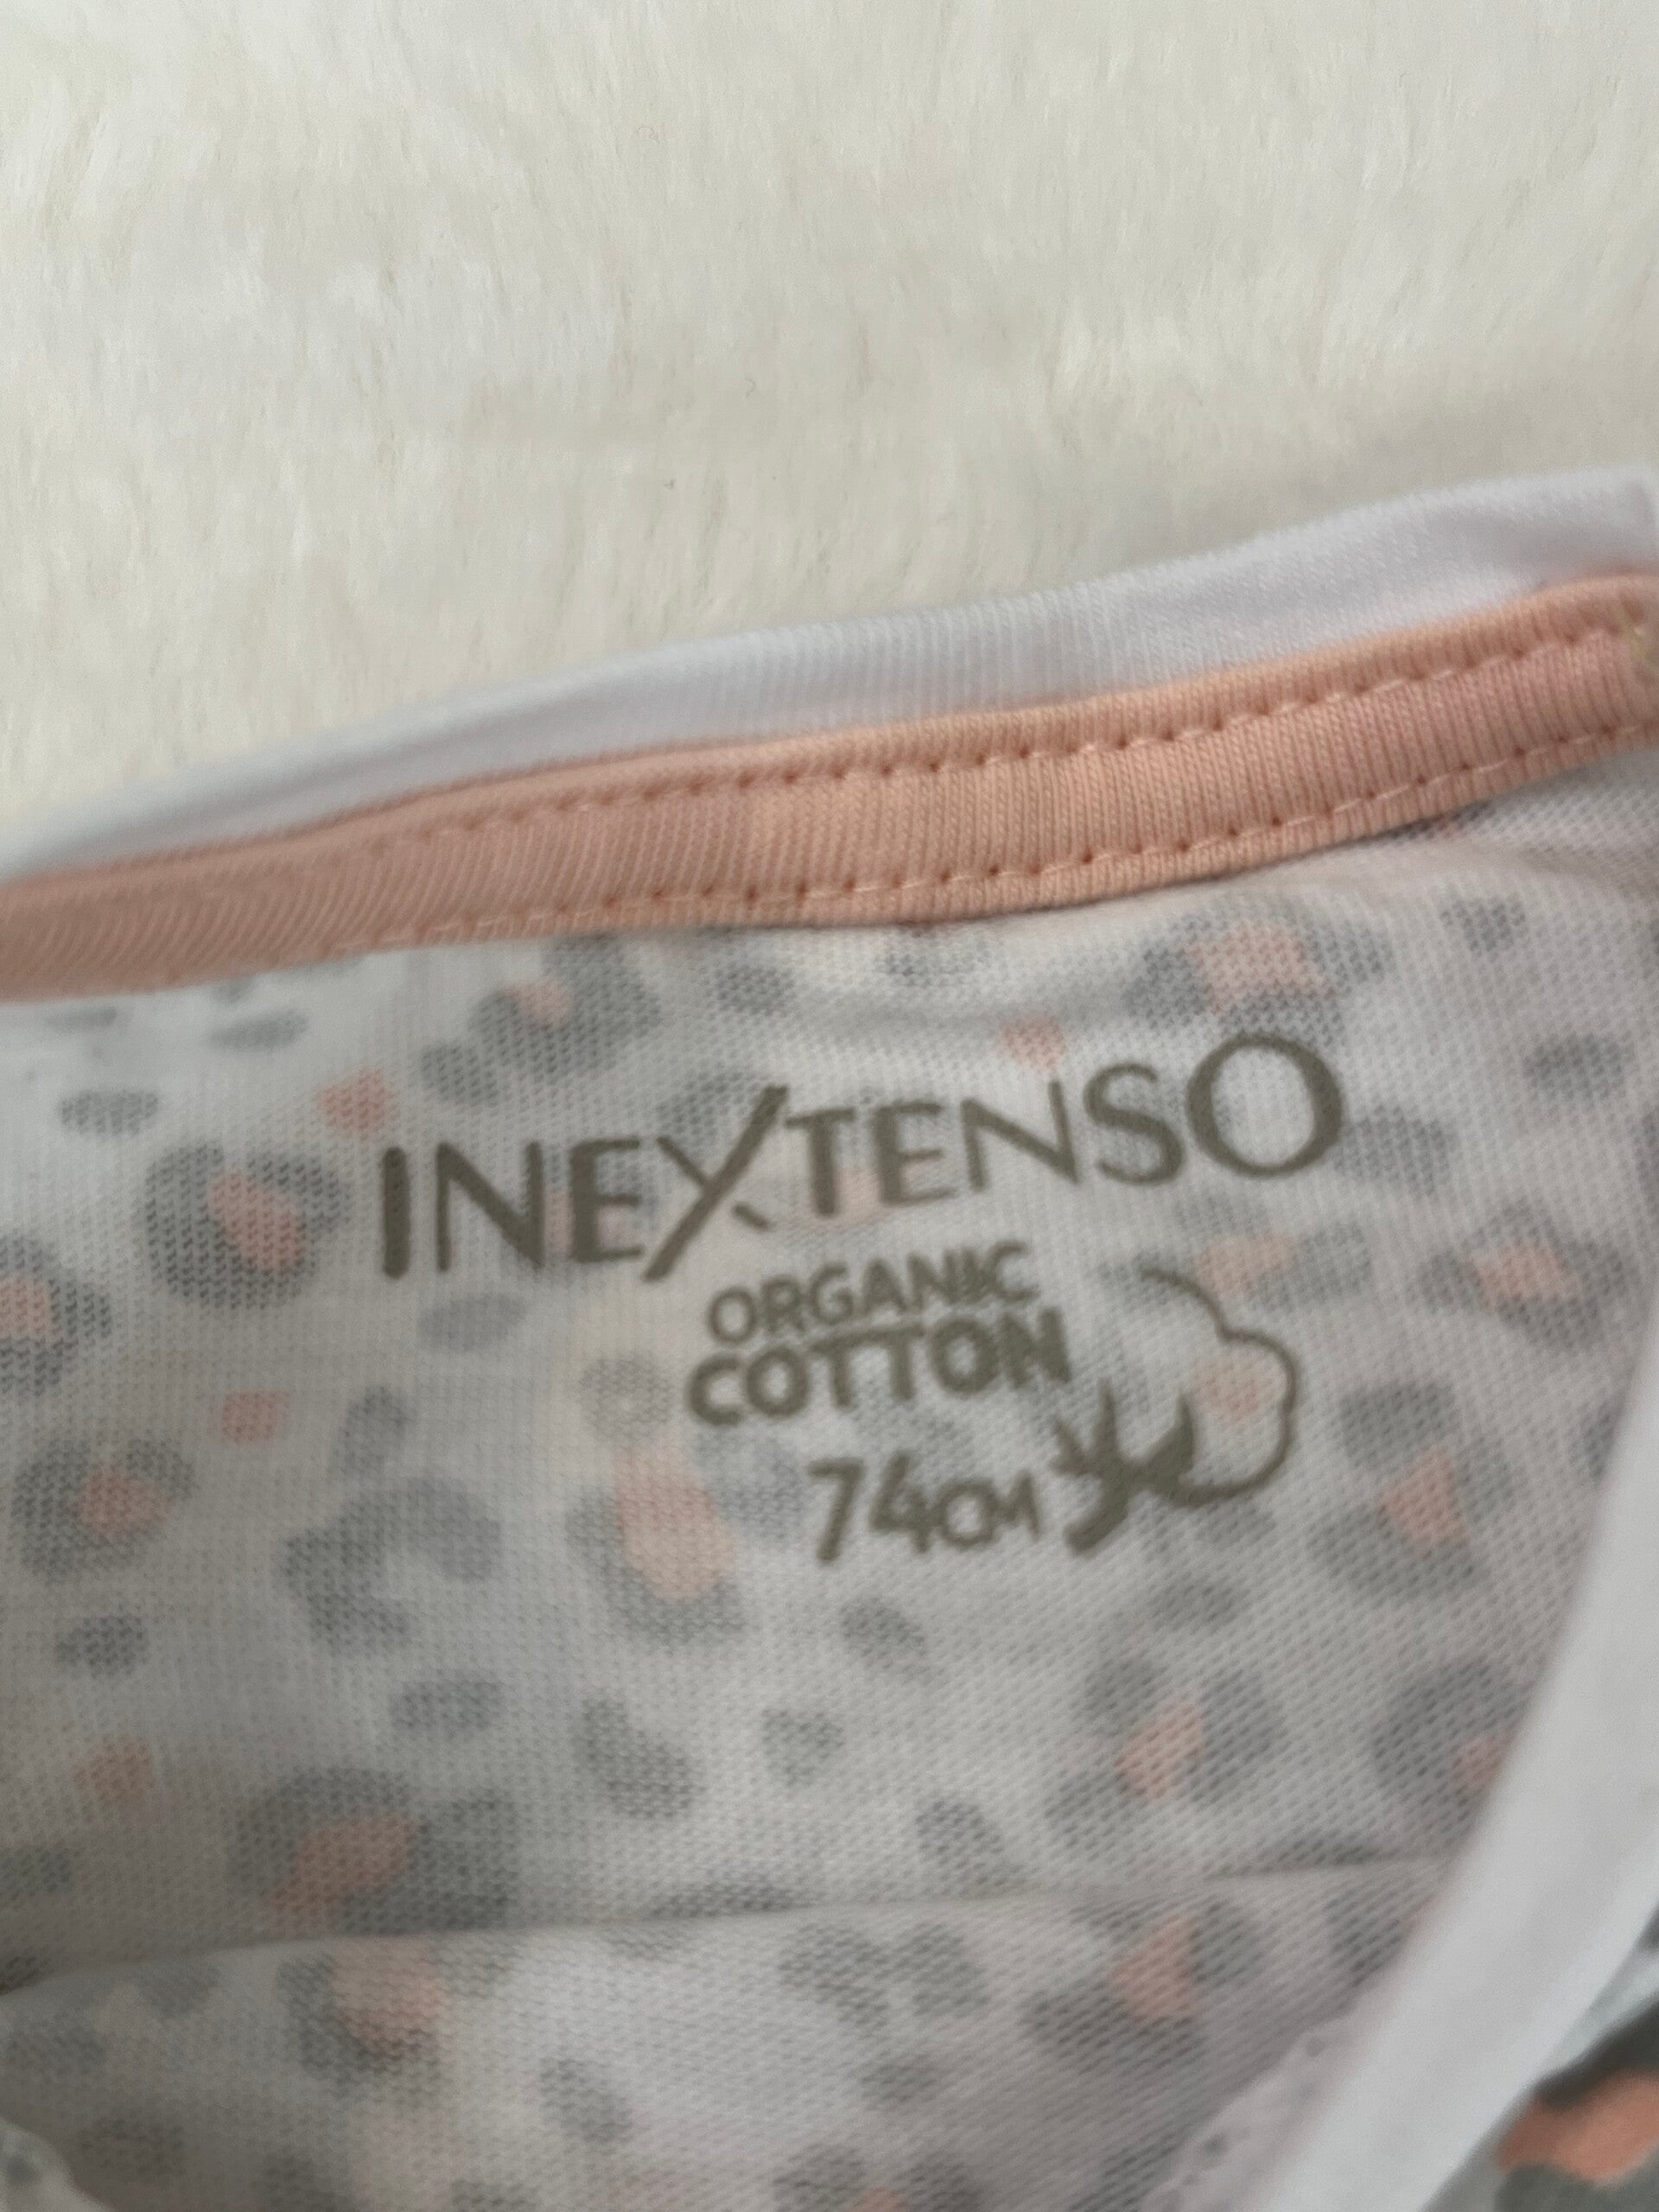 INEXTENSO
ORGANIC
COTTON
74CM